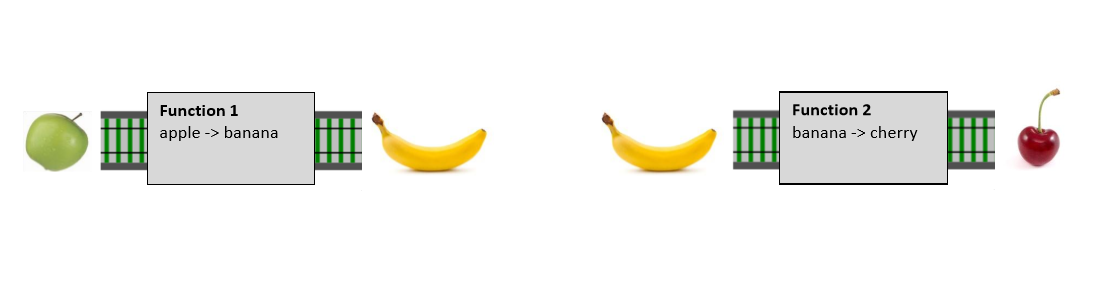 Function 1
apple -> banana
Function 2
banana -> cherry